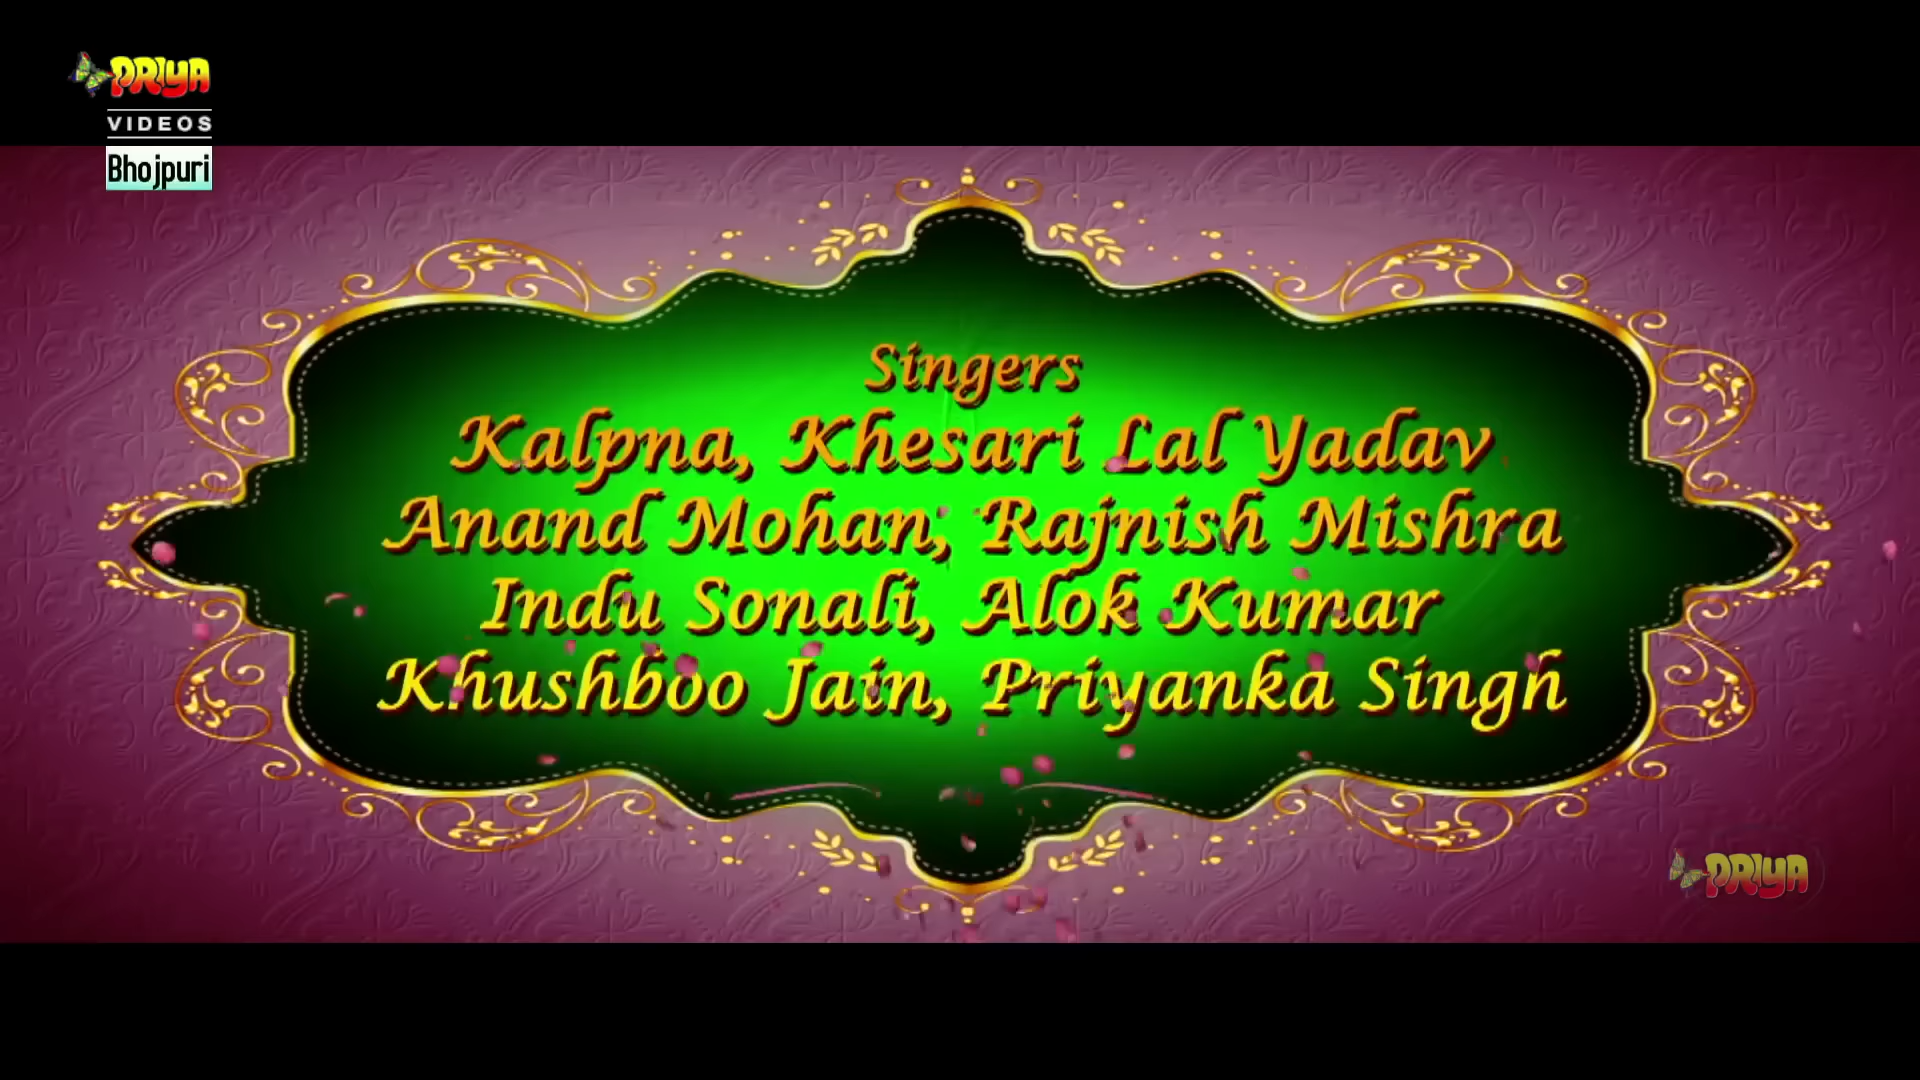 PRIYA
VIDEOS
Bhojpuri
Singers
Kalpna, Khesari Lal Yadav
Anand Mohan, Rajnish Mishra
Indu Sonali, Alok Kumar
Khushboo Jain, Priyanka Singh
PRIYA